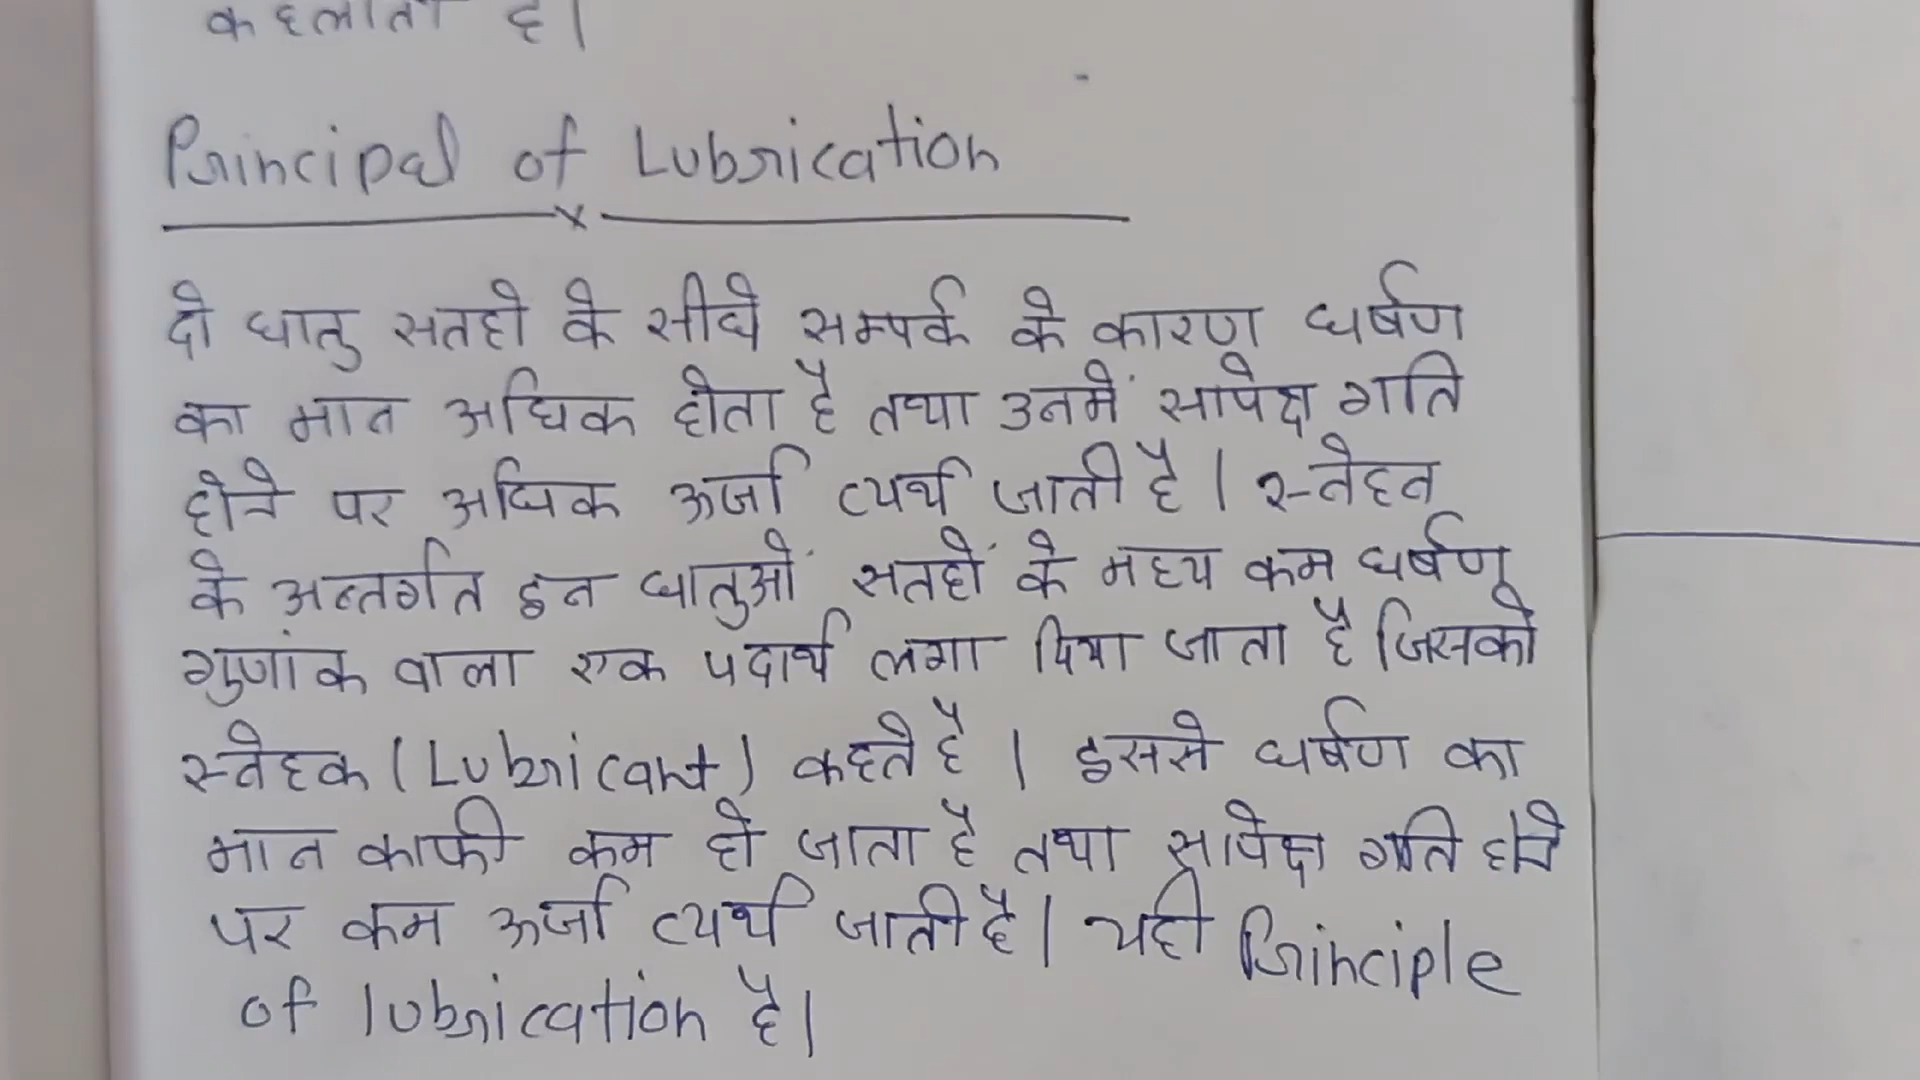 कहलाता है।
Principal of Lubrication
दो धातु सतहो के सीधे सम्पर्क के कारण घर्षण
का मान अधिक होता है तथा उनमें सापेक्ष गति
होने पर अधिक ऊर्जा व्यर्थ जाती है। स्नेहन
के अन्तर्गत इन धातुओं सतहों के मध्य कम घर्षण
गुणांक वाला एक पदार्थ लगा दिया जाता है जिसको
स्नेहक (Lubricant) कहते है। इससे घर्षण का
मान काफी कम हो जाता है तथा सापेक्ष गति होने
पर कम ऊर्जा व्यर्थ जाती है। यही Principle
of lubrication है।